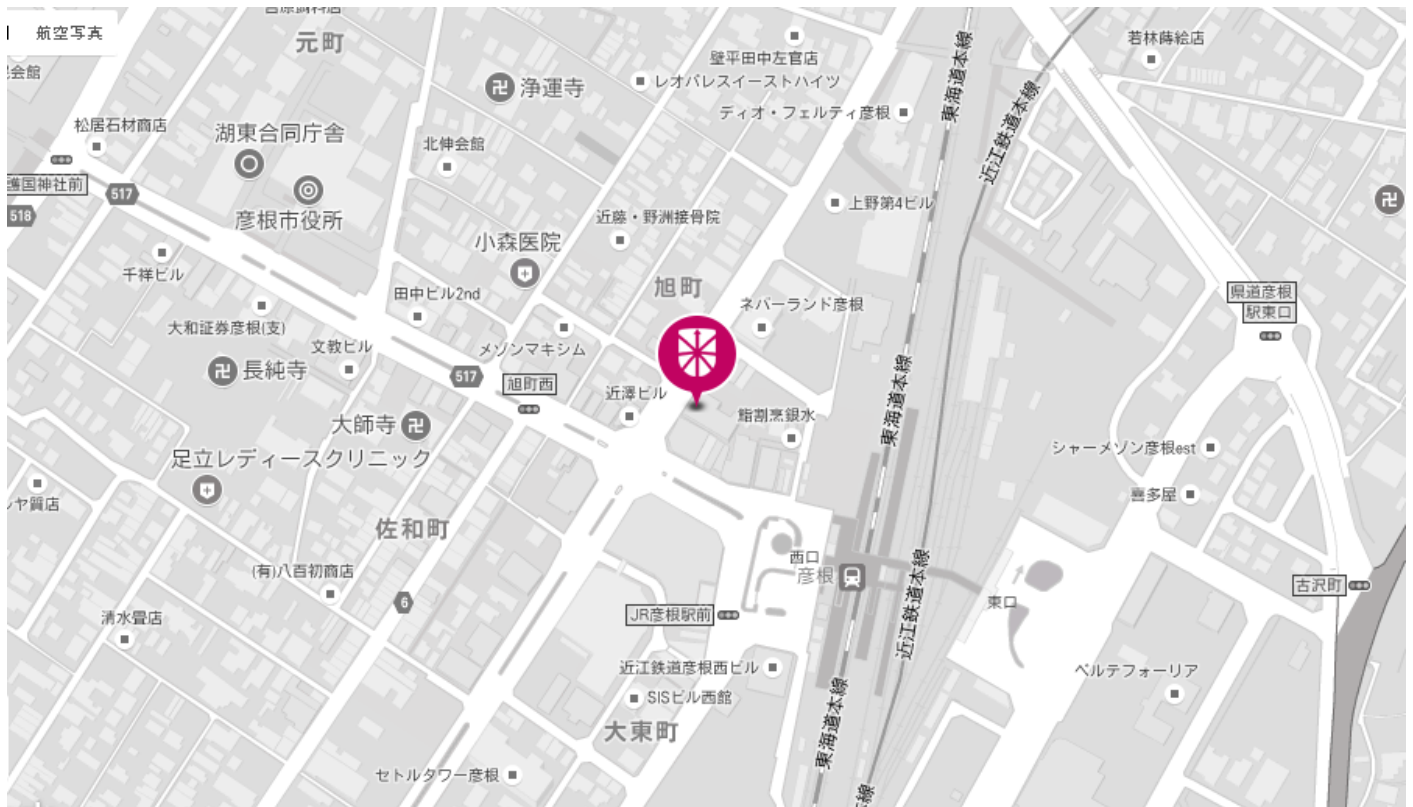 航空写真
元町
壁平田中左官店
若林蒔絵店
レオパレスイーストハイツ
浄運寺
ディオ・フェルティ彦根
東海道本線
近江鉄道本線
松居石材商店
湖東合同庁舎
北伸会館
護国神社前
517
518
彦根市役所
上野第4ビル
近藤・野洲接骨院
小森医院
千祥ビル
旭町
田中ビル2nd
ネバーランド彦根
県道彦根
駅東口
大和証券彦根(支)
文教ビル
メゾンマキシム
長純寺
517
旭町西
近澤ビル
東海道本線
鮨割烹銀水
大師寺
シャーメゾン彦根est
足立レディースクリニック
喜多屋
ヤ質店
佐和町
西口
彦根
(有)八百初商店
近江鉄道本線
東口
古沢町
6
清水畳店
JR彦根駅前
近江鉄道彦根西ビル
ベルテフォーリア
SISビル西館
大東町
東海道本線
セトルタワー彦根